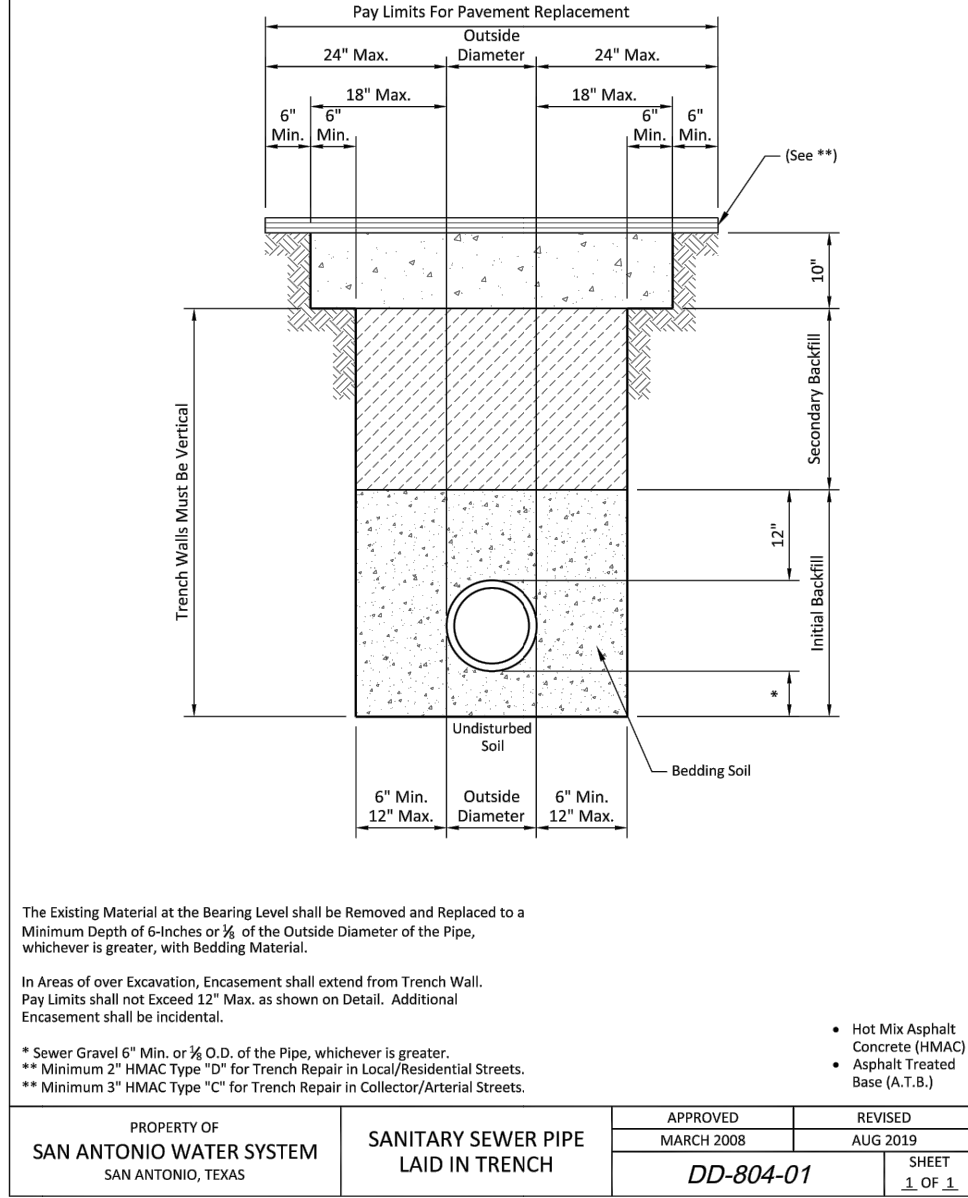 Pay Limits For Pavement Replacement
Outside
Diameter
24" Max.
24" Max.
18" Max.
18" Max.
6"
Min.
6"
Min.
6"
Min.
6"
Min.
(See **)
10"
Trench Walls Must Be Vertical
Secondary Backfill
12"
Initial Backfill
*
Undisturbed
Soil
Bedding Soil
6" Min.
12" Max.
Outside
Diameter
6" Min.
12" Max.
The Existing Material at the Bearing Level shall be Removed and Replaced to a
Minimum Depth of 6-Inches or ⅛ of the Outside Diameter of the Pipe,
whichever is greater, with Bedding Material.
In Areas of over Excavation, Encasement shall extend from Trench Wall.
Pay Limits shall not Exceed 12" Max. as shown on Detail. Additional
Encasement shall be incidental.
* Sewer Gravel 6" Min. or ⅛ O.D. of the Pipe, whichever is greater.
** Minimum 2" HMAC Type "D" for Trench Repair in Local/Residential Streets.
** Minimum 3" HMAC Type "C" for Trench Repair in Collector/Arterial Streets.
• Hot Mix Asphalt
Concrete (HMAC)
• Asphalt Treated
Base (A.T.B.)
PROPERTY OF
SAN ANTONIO WATER SYSTEM
SAN ANTONIO, TEXAS
SANITARY SEWER PIPE
LAID IN TRENCH
APPROVED
MARCH 2008
REVISED
AUG 2019
DD-804-01
SHEET
1 OF 1